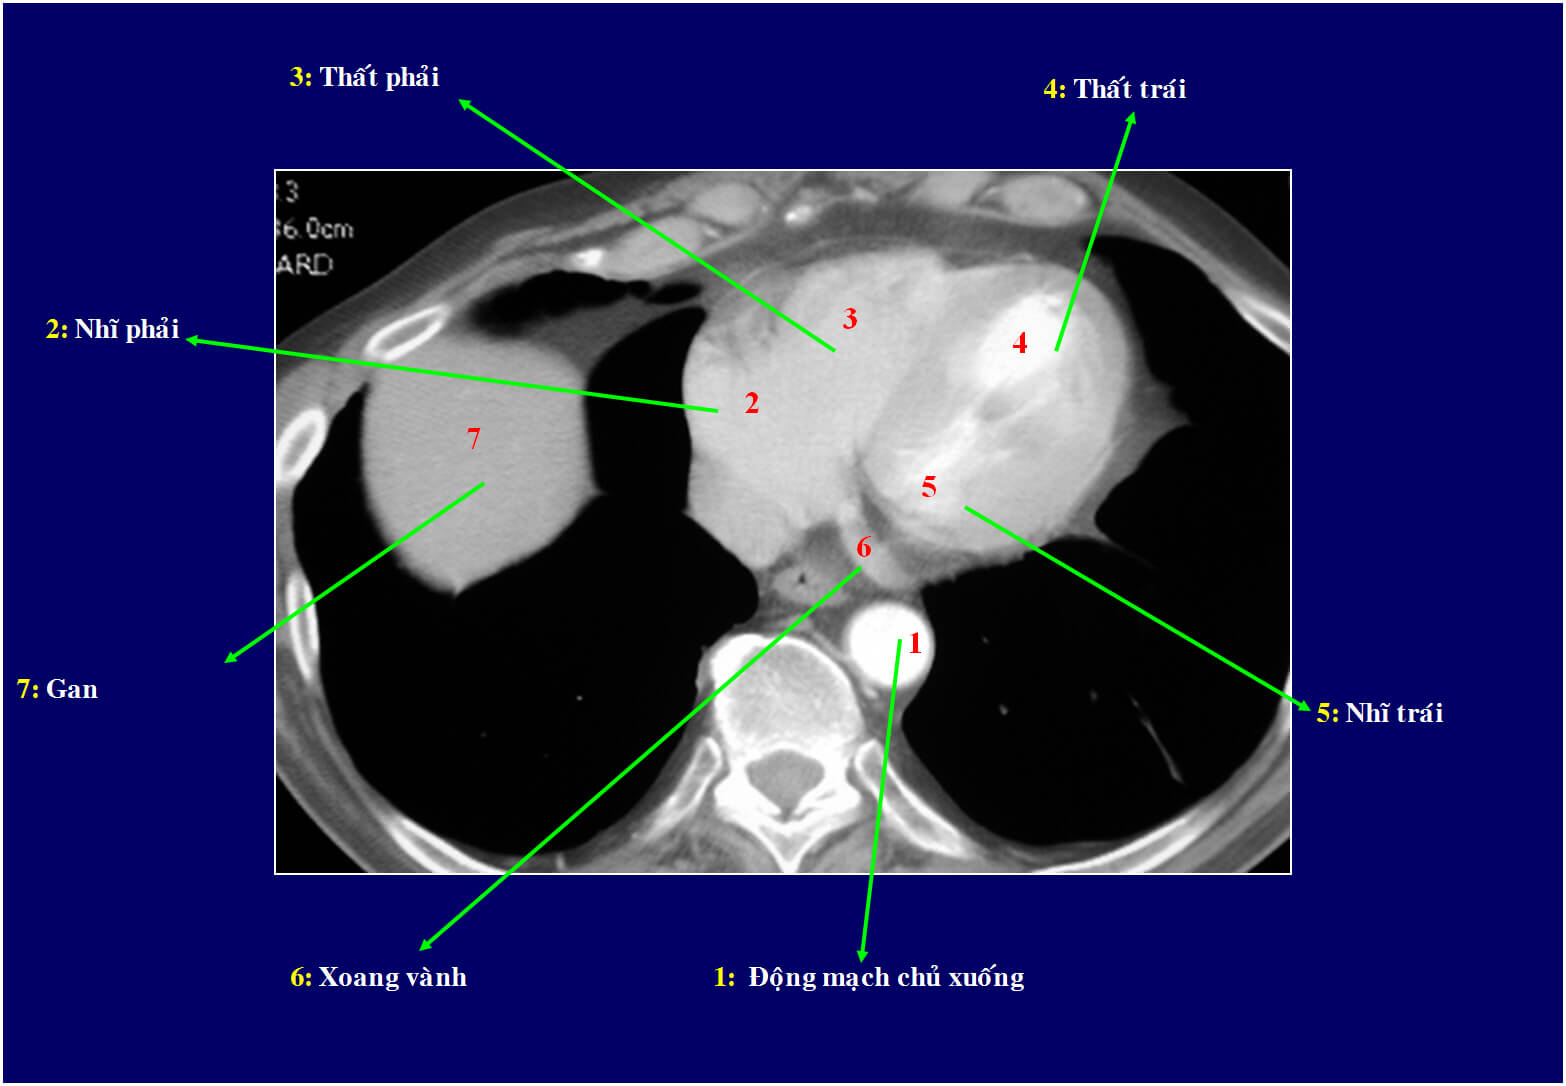 3: Thất phải
4: Thất trái
.3
36.0cm
ARD
2: Nhĩ phải
3
4
2
7
5
6
1
7: Gan
5: Nhĩ trái
6: Xoang vành
1: Động mạch chủ xuống